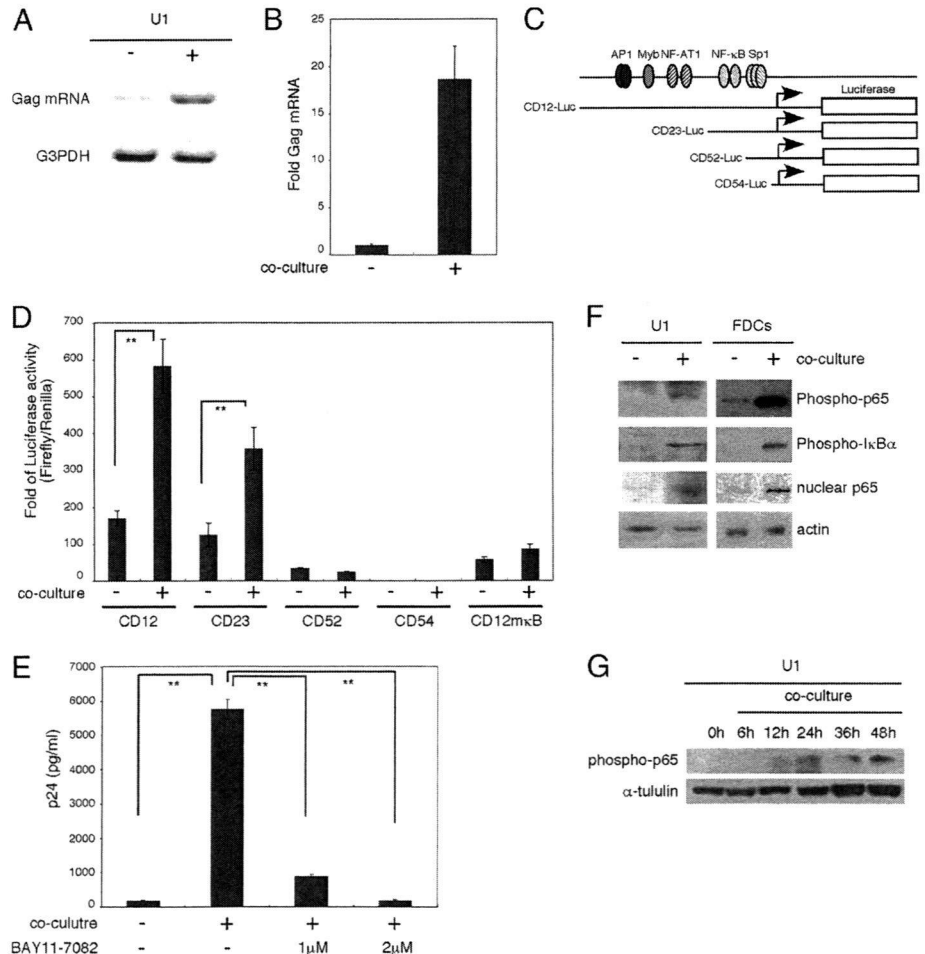 A
U1
- +
Gag mRNA
G3PDH
B
Fold Gag mRNA
25
20
15
10
5
0
co-culture - +
C
AP1 Myb NF-AT1 NF-κB Sp1
Luciferase
CD12-Luc
CD23-Luc
CD52-Luc
CD54-Luc
D
Fold of Luciferase activity
(Firefly/Renilla)
700
600
500
400
300
200
100
0
** **
co-culture - + - + - + - + - +
CD12 CD23 CD52 CD54 CD12mκB
E
p24 (pg/ml)
7000
6000
5000
4000
3000
2000
1000
0
** ** **
co-culutre - + + +
BAY11-7082 - - 1μM 2μM
F
U1 FDCs
- + - + co-culture
Phospho-p65
Phospho-IκBα
nuclear p65
actin
G
U1
co-culture
0h 6h 12h 24h 36h 48h
phospho-p65
α-tululin